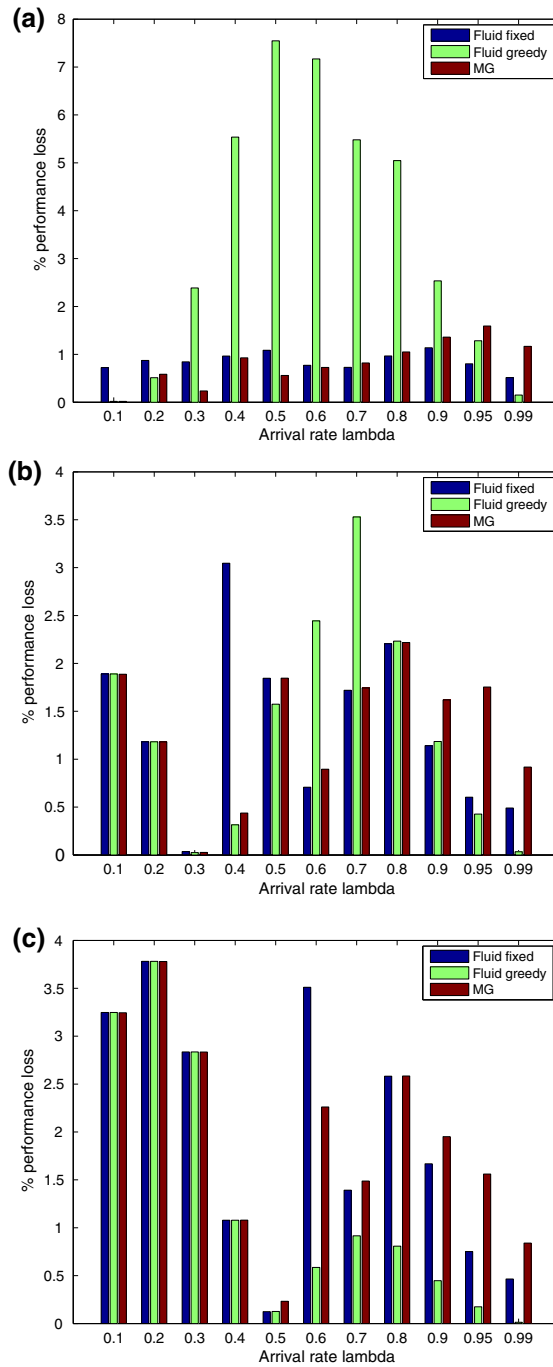 (a)
8
7
6
5
4
3
2
1
0
% performance loss
Fluid fixed
Fluid greedy
MG
0.1 0.2 0.3 0.4 0.5 0.6 0.7 0.8 0.9 0.95 0.99
Arrival rate lambda
(b)
4
3.5
3
2.5
2
1.5
1
0.5
0
% performance loss
Fluid fixed
Fluid greedy
MG
0.1 0.2 0.3 0.4 0.5 0.6 0.7 0.8 0.9 0.95 0.99
Arrival rate lambda
(c)
4
3.5
3
2.5
2
1.5
1
0.5
0
% performance loss
Fluid fixed
Fluid greedy
MG
0.1 0.2 0.3 0.4 0.5 0.6 0.7 0.8 0.9 0.95 0.99
Arrival rate lambda